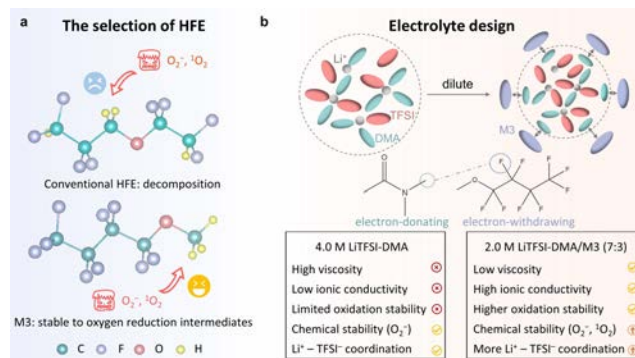 a
The selection of HFE
O₂⁻, ¹O₂
Conventional HFE: decomposition
O₂⁻, ¹O₂
M3: stable to oxygen reduction intermediates
C F O H
b
Electrolyte design
Li⁺
TFSI⁻
DMA
dilute
M3
O
N
O
F F F F F
F F F F
electron-donating
electron-withdrawing
4.0 M LiTFSI-DMA
High viscosity
Low ionic conductivity
Limited oxidation stability
Chemical stability (O₂⁻)
Li⁺ – TFSI⁻ coordination
2.0 M LiTFSI-DMA/M3 (7:3)
Low viscosity
High ionic conductivity
Higher oxidation stability
Chemical stability (O₂⁻, ¹O₂)
More Li⁺ – TFSI⁻ coordination